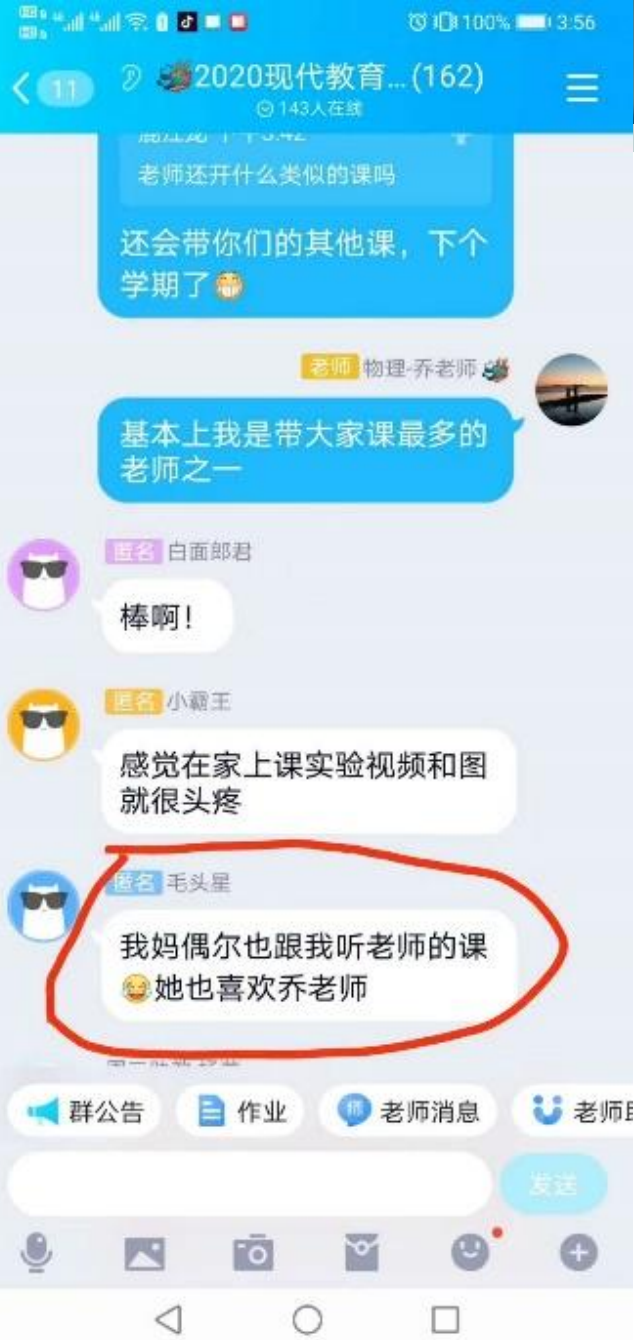 100% 3:56
11
2020现代教育...(162)
143人在线
老师还开什么类似的课吗
还会带你们的其他课，下个
学期了
老师 物理-乔老师
基本上我是带大家课最多的
老师之一
匿名 白面郎君
棒啊！
匿名 小霸王
感觉在家上课实验视频和图
就很头疼
匿名 毛头星
我妈偶尔也跟我听老师的课
她也喜欢乔老师
群公告 作业 师 老师消息 老师
发送